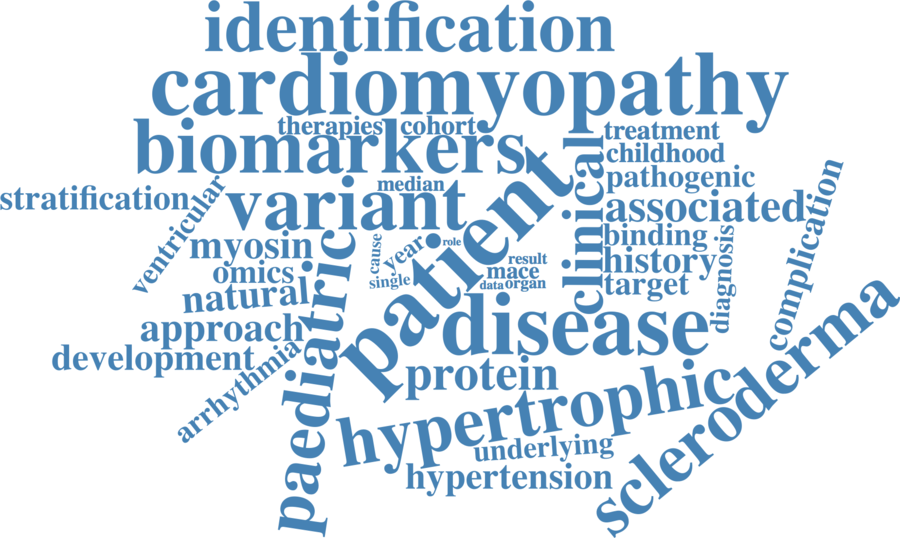 identification
cardiomyopathy
therapies
cohort
biomarkers
treatment
childhood
pathogenic
median
stratification
variant
ventricular
patient
clinical
associated
binding
history
target
diagnosis
complication
myosin
omics
natural
cause
year
role
single
result
mace
data
organ
approach
development
arrhythmia
paediatric
disease
protein
hypertrophic
scleroderma
underlying
hypertension